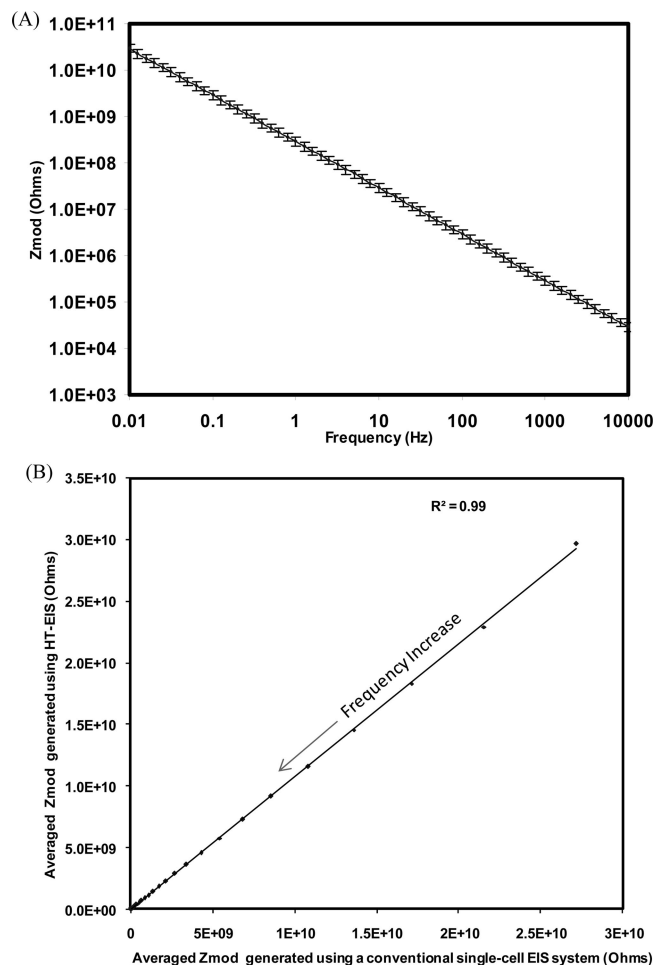 (A)
1.0E+11
1.0E+10
1.0E+09
1.0E+08
1.0E+07
1.0E+06
1.0E+05
1.0E+04
1.0E+03
Zmod (Ohms)
0.01 0.1 1 10 100 1000 10000
Frequency (Hz)
(B)
3.5E+10
3.0E+10
2.5E+10
2.0E+10
1.5E+10
1.0E+10
5.0E+09
0.0E+00
Averaged Zmod generated using HT-EIS (Ohms)
R² = 0.99
Frequency Increase
0 5E+09 1E+10 1.5E+10 2E+10 2.5E+10 3E+10
Averaged Zmod generated using a conventional single-cell EIS system (Ohms)